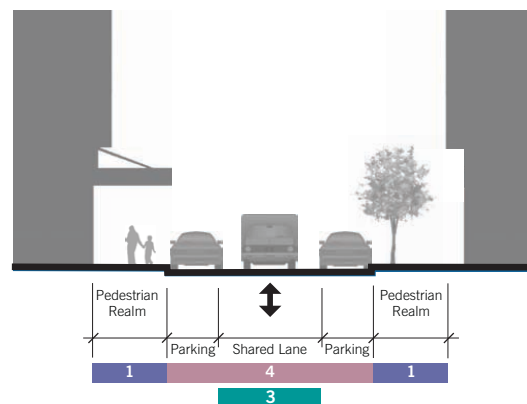 Pedestrian
Realm
Pedestrian
Realm
Parking
Shared Lane
Parking
1
4
1
3